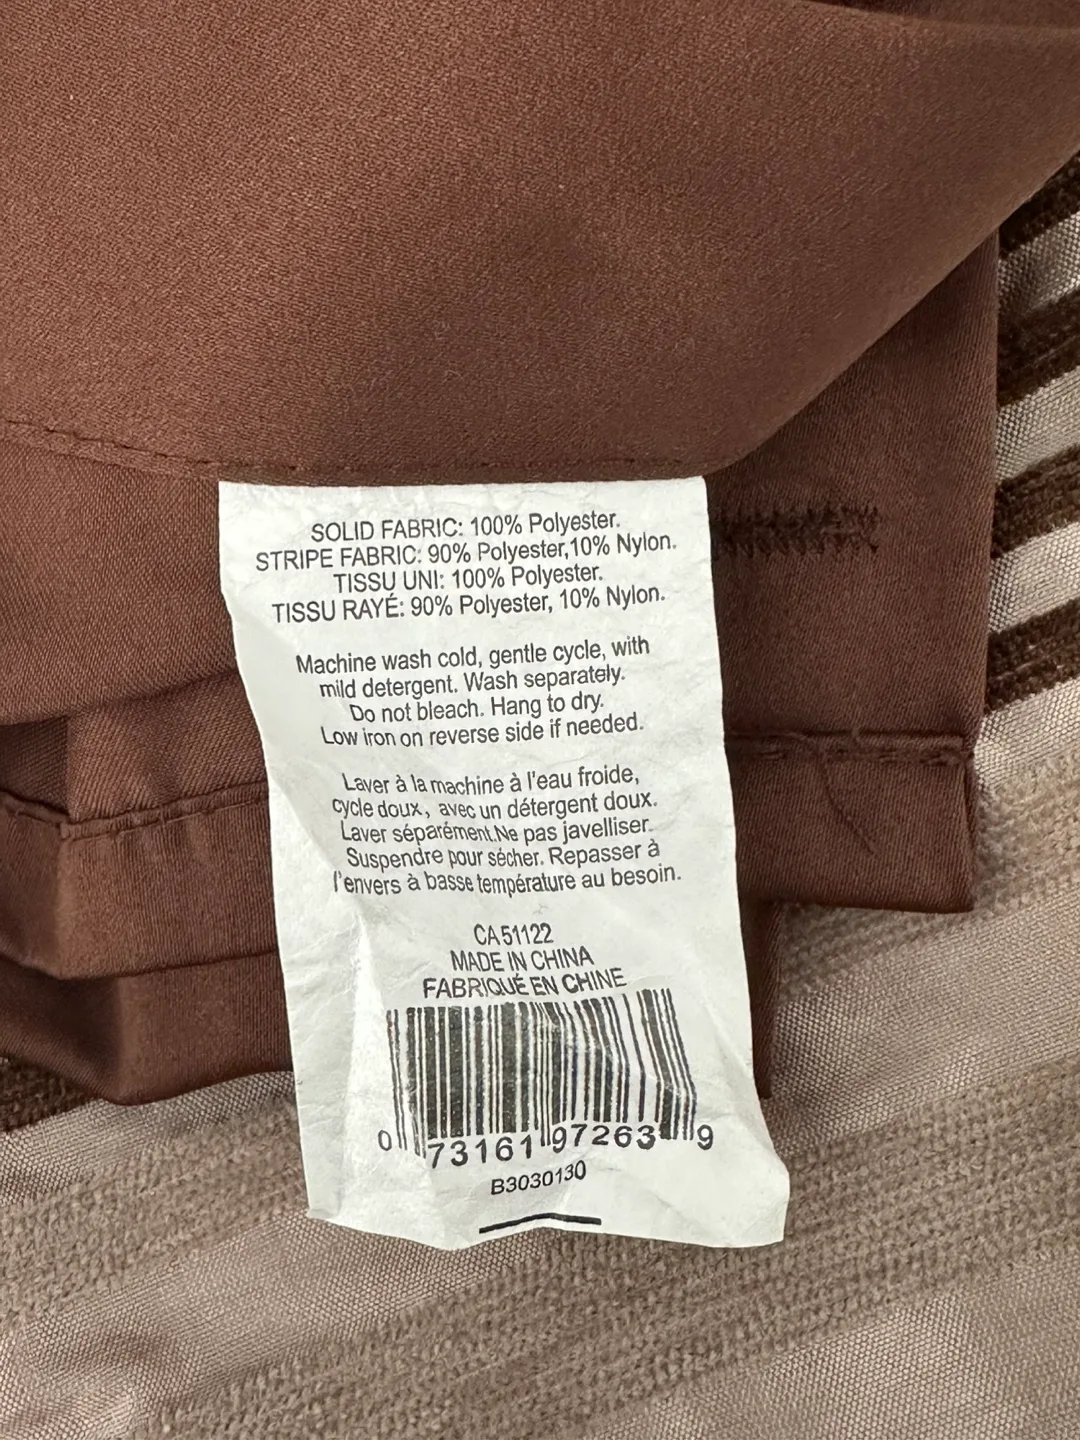 SOLID FABRIC: 100% Polyester.
STRIPE FABRIC: 90% Polyester,10% Nylon.
TISSU UNI: 100% Polyester.
TISSU RAYÉ: 90% Polyester, 10% Nylon.
Machine wash cold, gentle cycle, with
mild detergent. Wash separately.
Do not bleach. Hang to dry.
Low iron on reverse side if needed.
Laver à la machine à l'eau froide,
cycle doux, avec un détergent doux.
Laver séparément.Ne pas javelliser.
Suspendre pour sécher. Repasser à
l'envers à basse température au besoin.
CA51122
MADE IN CHINA
FABRIQUÉ EN CHINE
0 73161 97263 9
B3030130